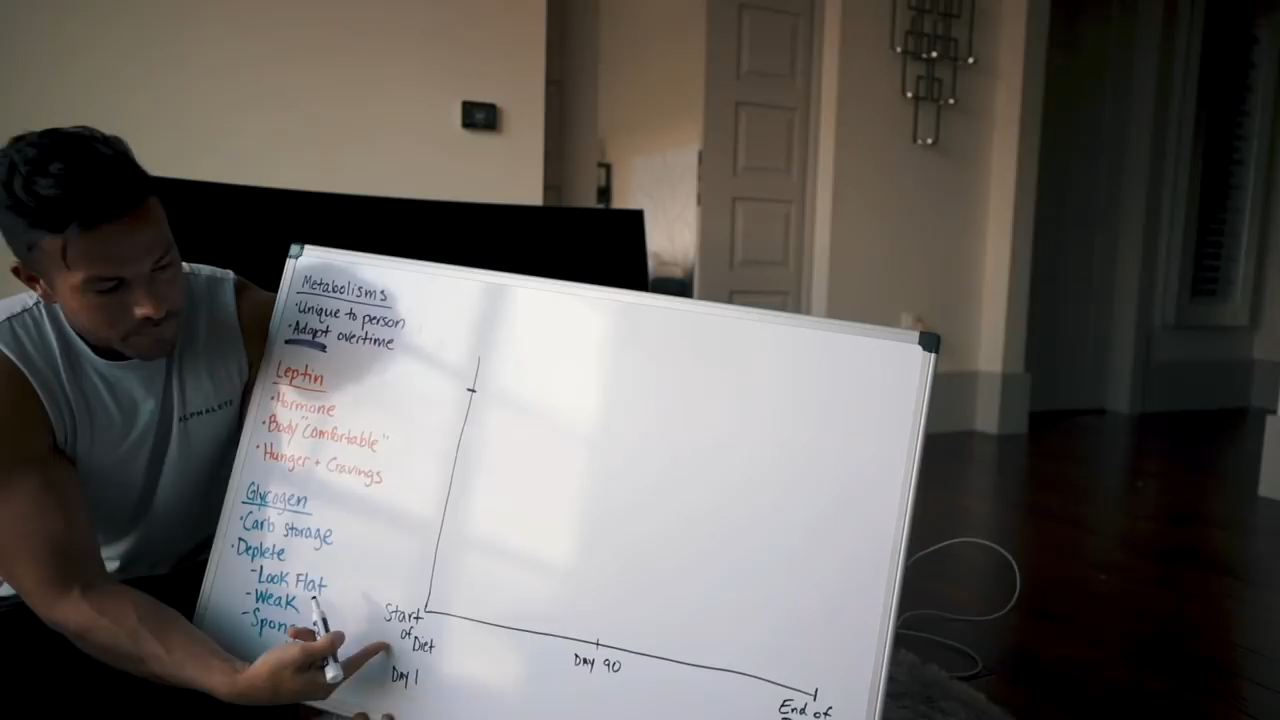 Metabolisms
•Unique to person
•Adapt overtime
Leptin
•Hormone
•Body "Comfortable"
•Hunger + Cravings
Glycogen
•Carb storage
•Deplete
-Look Flat
-Weak
ALPHALETE
Start
of
Diet
Day 1
Day 90
End of